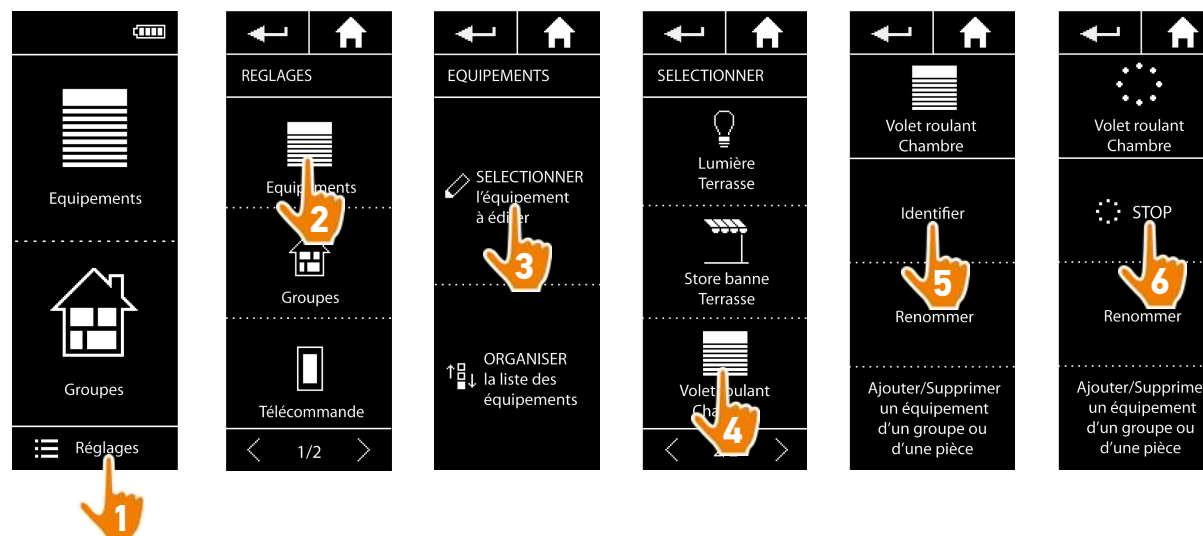 Equipements
Groupes
Réglages
1
REGLAGES
Equipements
2
Groupes
Télécommande
1/2
EQUIPEMENTS
SELECTIONNER
l'équipement
à éditer
3
ORGANISER
la liste des
équipements
SELECTIONNER
Lumière
Terrasse
Store banne
Terrasse
Volet roulant
4
Volet roulant
Chambre
Identifier
5
Renommer
Ajouter/Supprimer
un équipement
d'un groupe ou
d'une pièce
Volet roulant
Chambre
STOP
6
Renommer
Ajouter/Supprime
un équipement
d'un groupe ou
d'une pièce